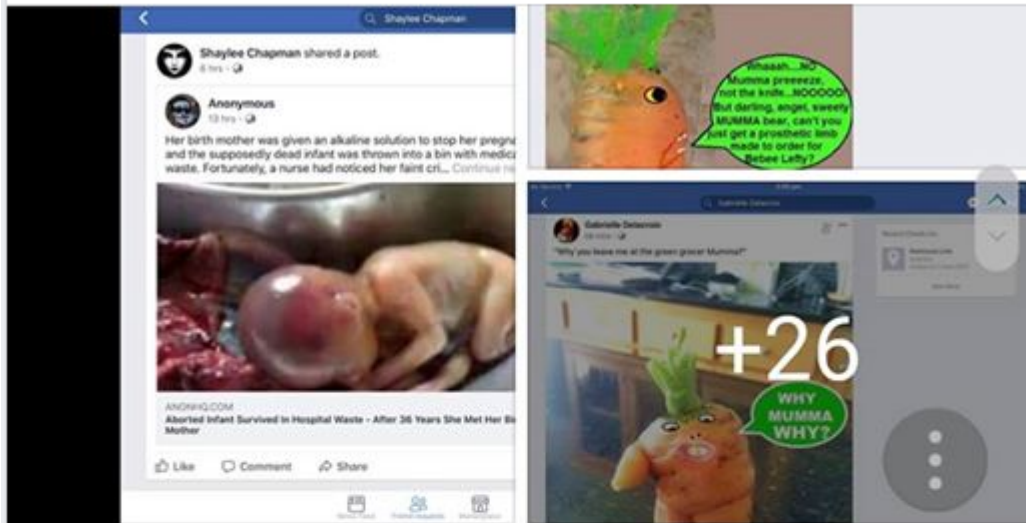 Shaylee Chapman
Shaylee Chapman shared a post.
6 hrs
Anonymous
13 hrs
Her birth mother was given an alkaline solution to stop her pregna
and the supposedly dead infant was thrown into a bin with medica
waste. Fortunately, a nurse had noticed her faint cri... Continue
ANONHQ.COM
Aborted Infant Survived In Hospital Waste - After 36 Years She Met Her Bi
Mother
Like Comment Share
Whaaah...NO
Mumma preeeeze,
not the knife...NOOOOO!
But darling, angel, sweety
MUMMA bear, can't you
just get a prosthetic limb
made to order for
Bebee Lefty?
Gabrielle
"Why you leave me at the green grocer Mumma?"
+26
WHY
MUMMA
WHY?